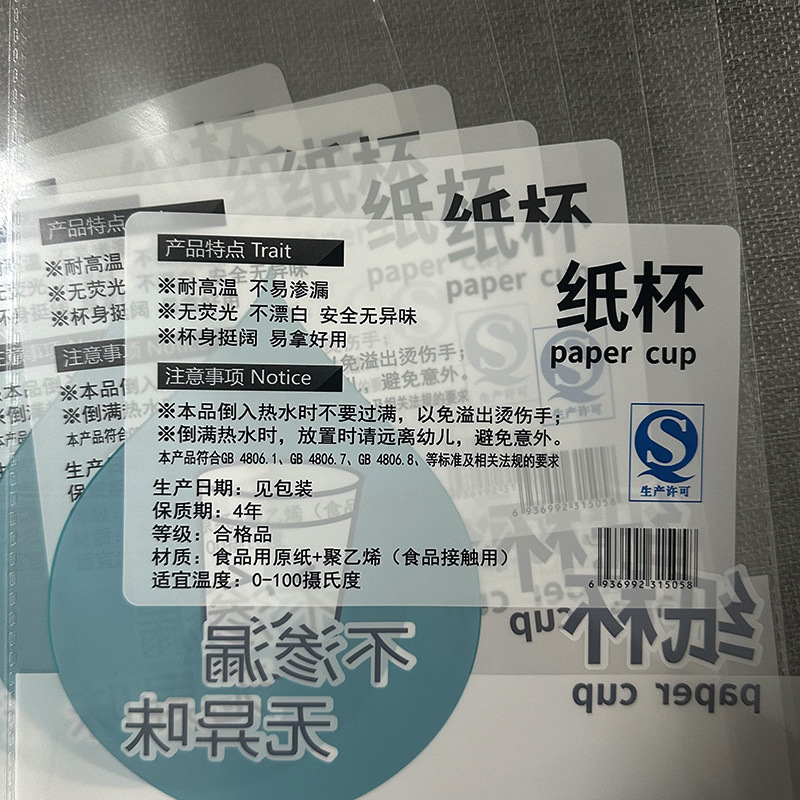 纸杯
paper cup
产品特点 Trait
※耐高温 不易渗漏
※无荧光 不漂白 安全无异味
※杯身挺阔 易拿好用
注意事项 Notice
※本品倒入热水时不要过满，以免溢出烫伤手；
※倒满热水时，放置时请远离幼儿，避免意外。
本产品符合GB 4806.1、GB 4806.7、GB 4806.8、等标准及相关法规的要求
生产许可
生产日期：见包装
保质期：4年
等级：合格品
材质：食品用原纸+聚乙烯（食品接触用）
适宜温度：0-100摄氏度
6 936992 315058
不渗漏
无异味
纸杯
paper cup